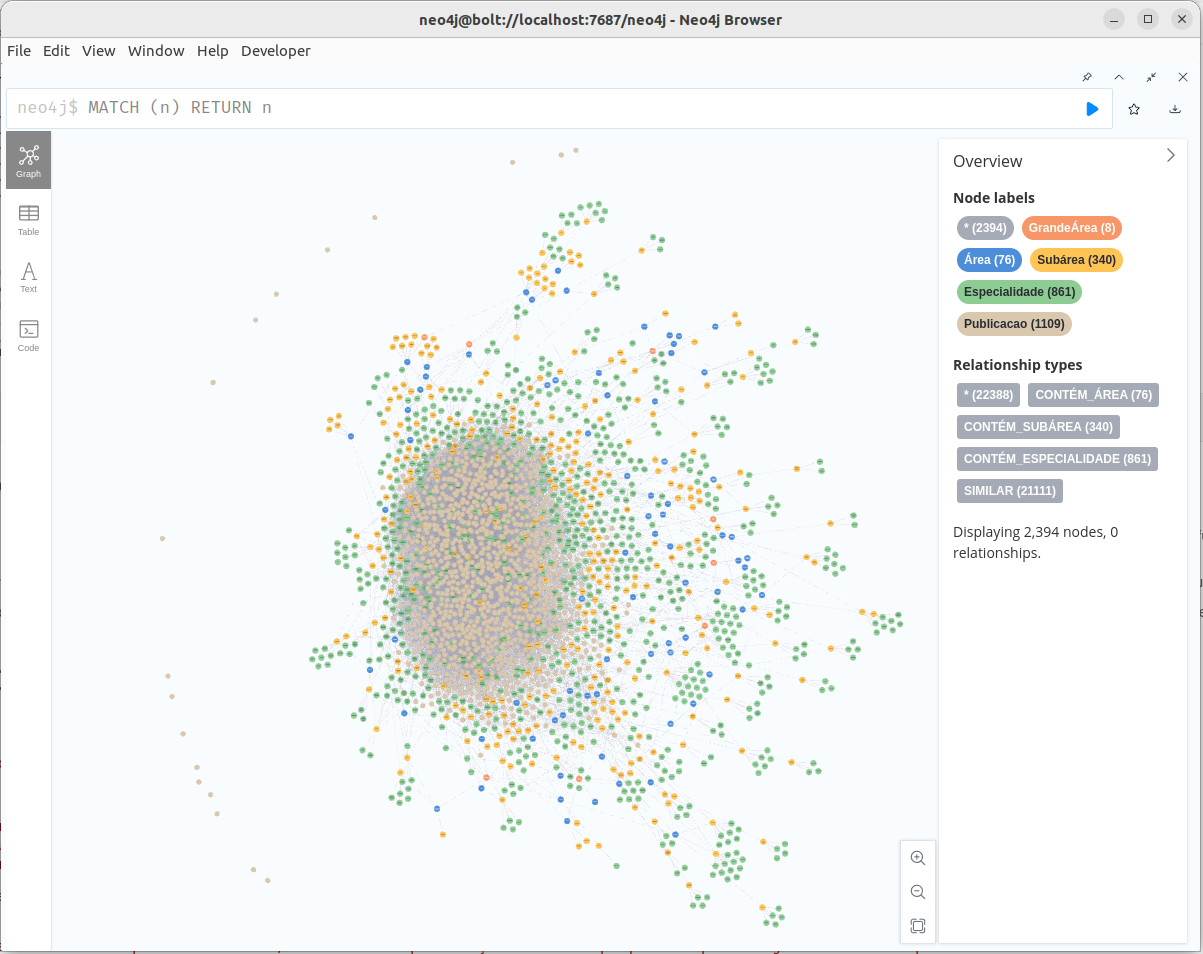 neo4j@bolt://localhost:7687/neo4j - Neo4j Browser
File Edit View Window Help Developer
neo4j$ MATCH (n) RETURN n
Graph
Table
Text
Code
Overview
Node labels
* (2394) GrandeÁrea (8)
Área (76) Subárea (340)
Especialidade (861)
Publicacao (1109)
Relationship types
* (22388) CONTÉM_ÁREA (76)
CONTÉM_SUBÁREA (340)
CONTÉM_ESPECIALIDADE (861)
SIMILAR (21111)
Displaying 2,394 nodes, 0
relationships.